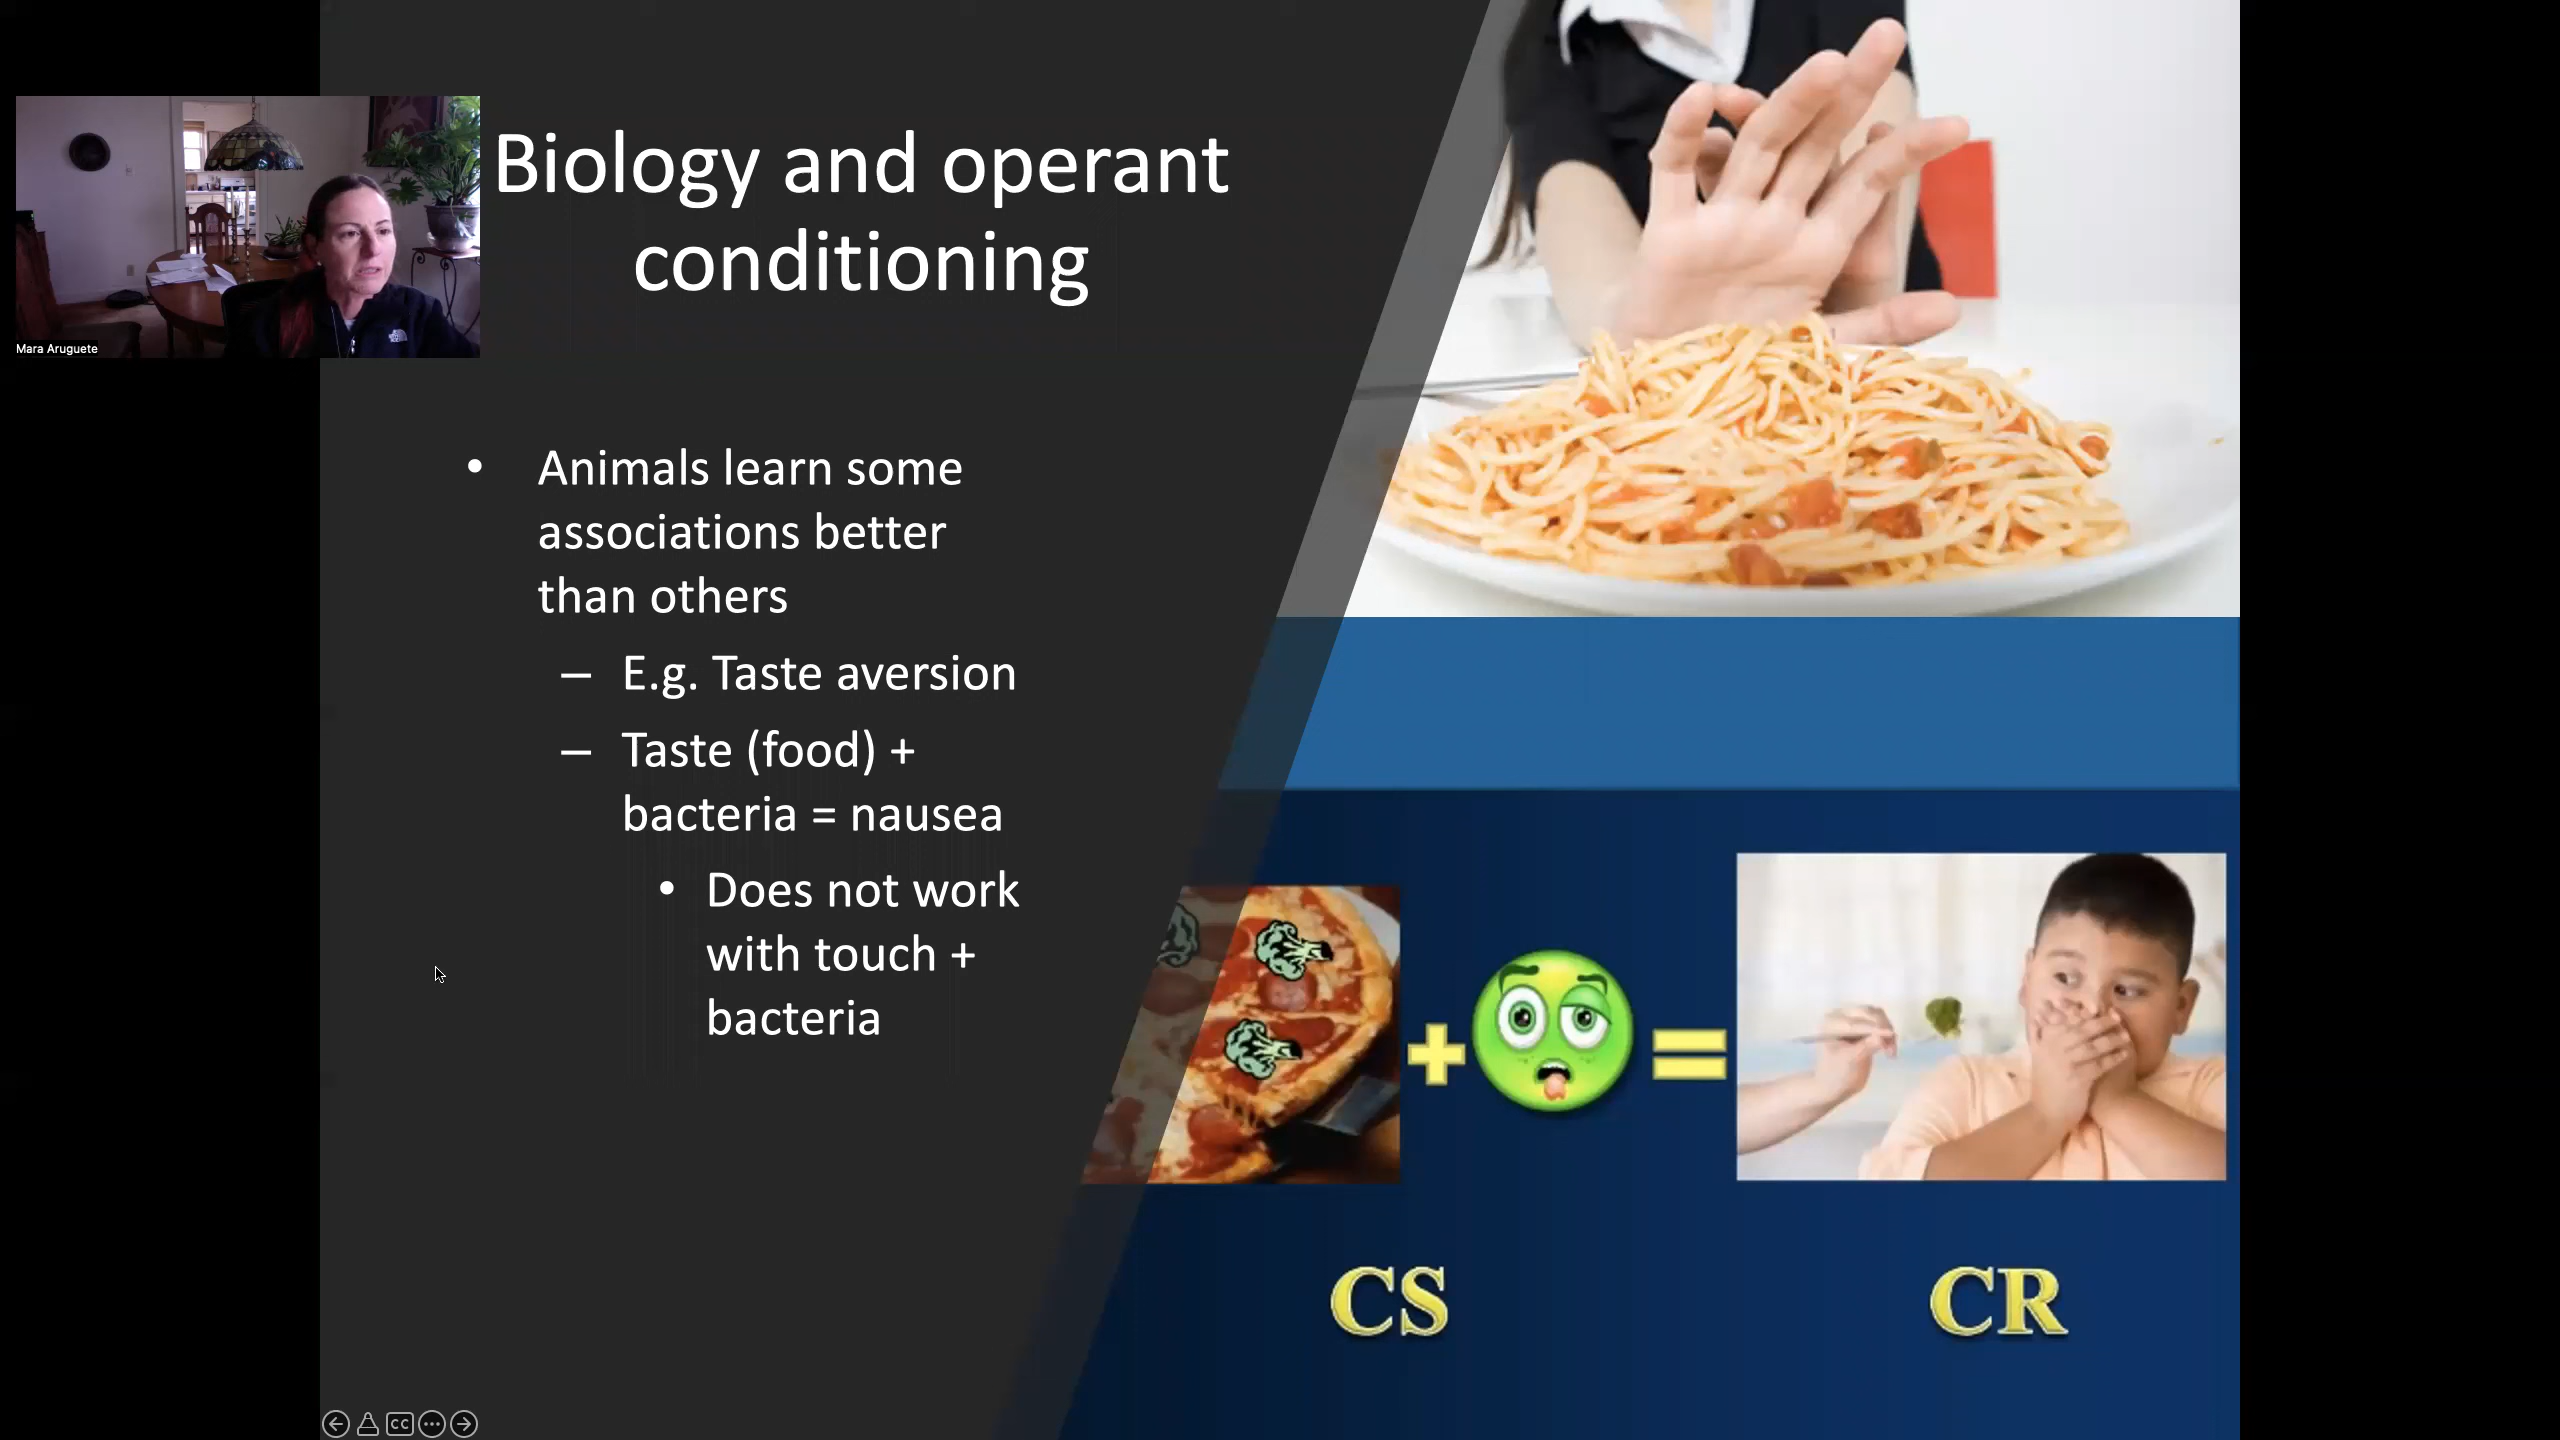 Biology and operant
conditioning
Mara Aruguete
• Animals learn some
associations better
than others
– E.g. Taste aversion
– Taste (food) +
bacteria = nausea
• Does not work
with touch +
bacteria
CS
CR
CC